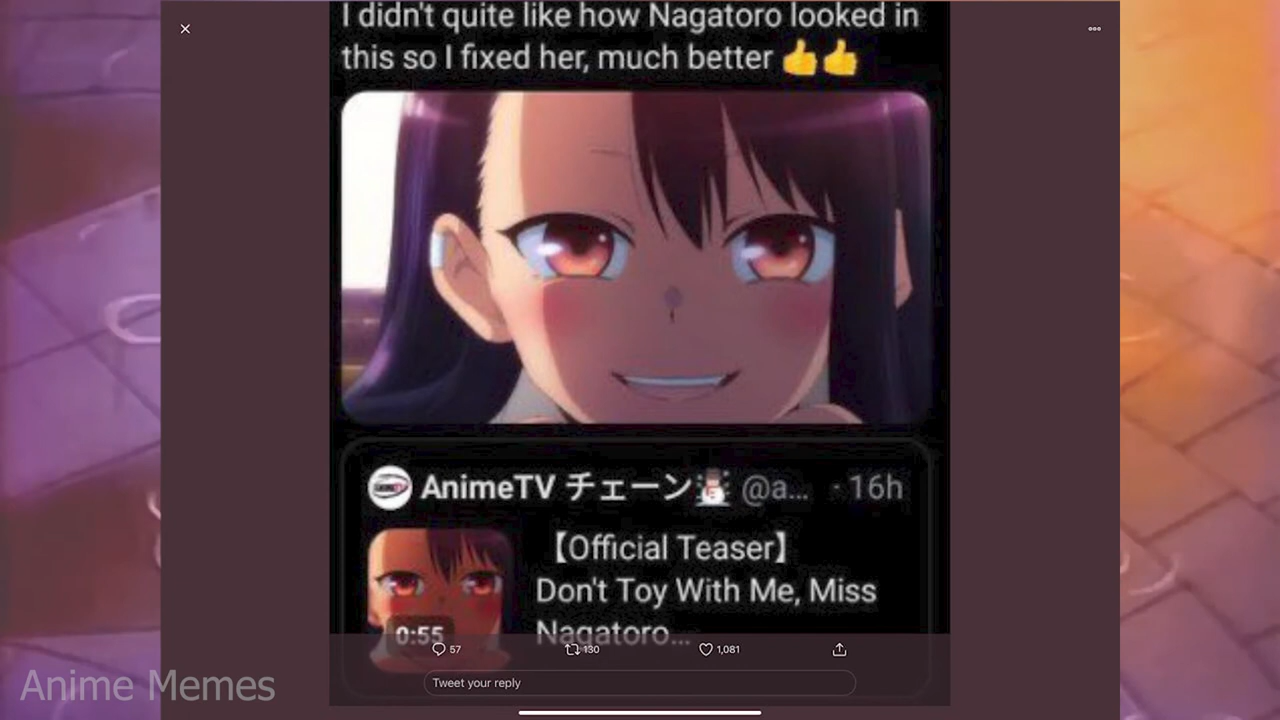 I didn't quite like how Nagatoro looked in
this so I fixed her, much better 👍👍
AnimeTV チェーン☃ @a... · 16h
【Official Teaser】
Don't Toy With Me, Miss
Nagatoro...
0:55
57 130 1,081
Tweet your reply
Anime Memes